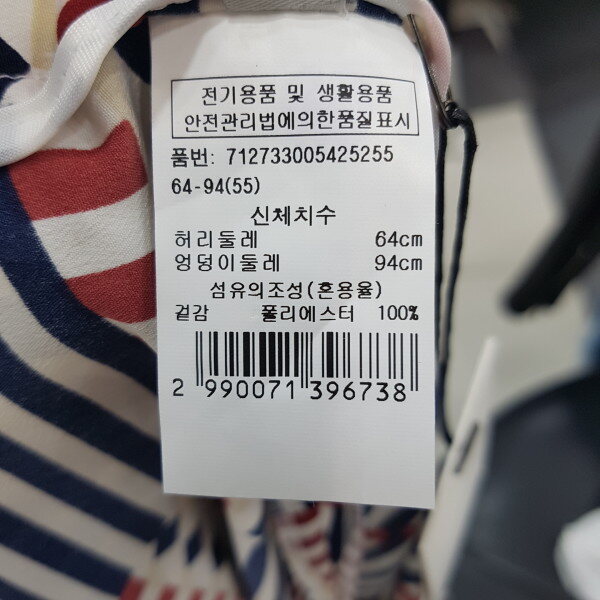 전기용품 및 생활용품
안전관리법에의한품질표시
품번: 712733005425255
64-94(55)
신체치수
허리둘레 64cm
엉덩이둘레 94cm
섬유의조성(혼용율)
겉감 폴리에스터 100%
2 990071 396738